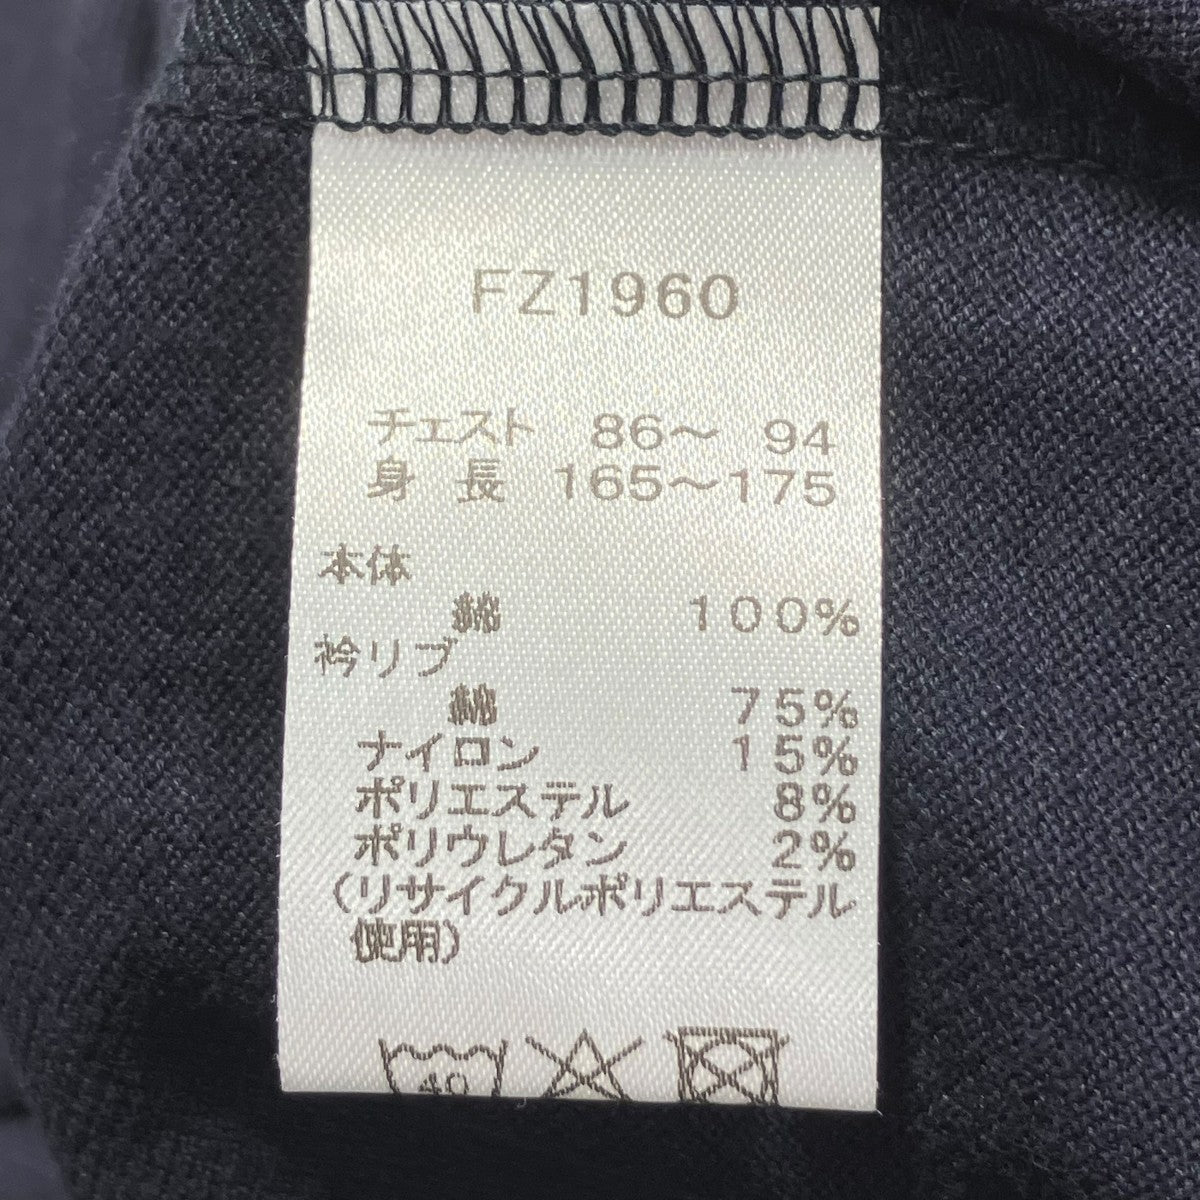 FZ1960
チェスト 86～ 94
身 長 165～175
本体
綿 100%
衿リブ
綿 75%
ナイロン 15%
ポリエステル 8%
ポリウレタン 2%
(リサイクルポリエステル
使用)
40